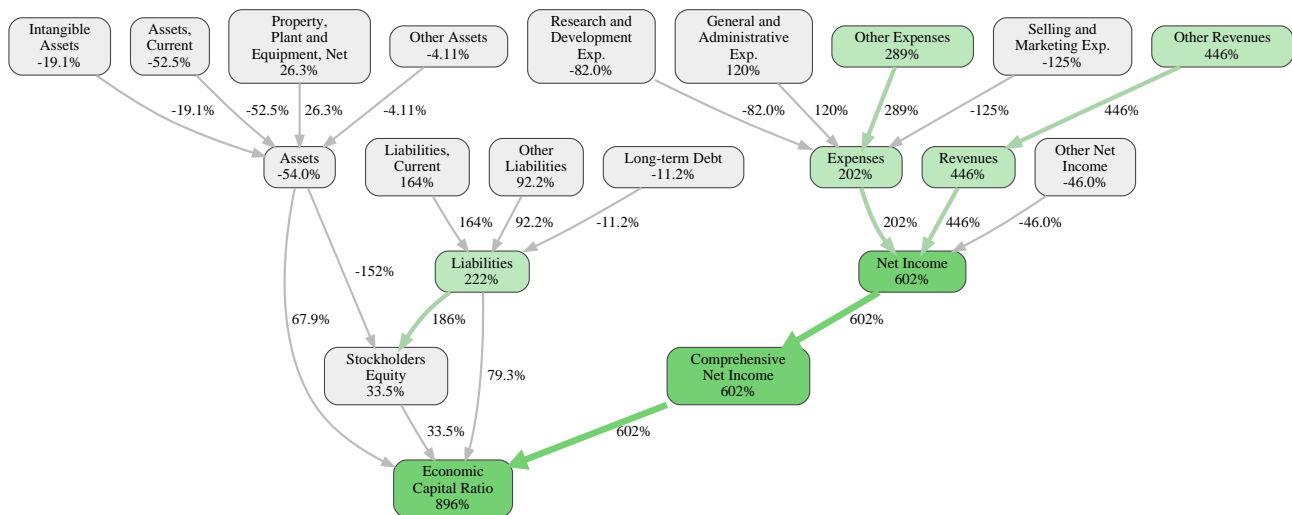 Intangible
Assets
-19.1%
Assets,
Current
-52.5%
Property,
Plant and
Equipment, Net
26.3%
Other Assets
-4.11%
Research and
Development
Exp.
-82.0%
General and
Administrative
Exp.
120%
Other Expenses
289%
Selling and
Marketing Exp.
-125%
Other Revenues
446%
-19.1%
-52.5%
26.3%
-4.11%
-82.0%
120%
289%
-125%
446%
Assets
-54.0%
Liabilities,
Current
164%
Other
Liabilities
92.2%
Long-term Debt
-11.2%
Expenses
202%
Revenues
446%
Other Net
Income
-46.0%
164%
92.2%
-11.2%
202%
446%
-46.0%
Liabilities
222%
Net Income
602%
-152%
67.9%
186%
79.3%
602%
Stockholders
Equity
33.5%
Comprehensive
Net Income
602%
33.5%
602%
Economic
Capital Ratio
896%